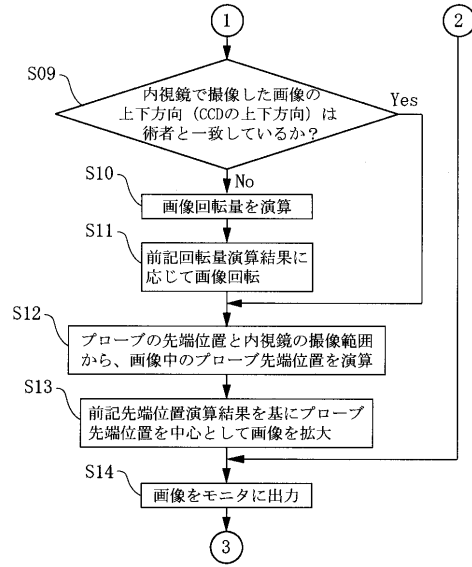 1
2
S09
内視鏡で撮像した画像の
上下方向（CCDの上下方向）は
術者と一致しているか？
Yes
No
S10
画像回転量を演算
S11
前記回転量演算結果に
応じて画像回転
S12
プローブの先端位置と内視鏡の撮像範囲
から、画像中のプローブ先端位置を演算
S13
前記先端位置演算結果を基にプローブ
先端位置を中心として画像を拡大
S14
画像をモニタに出力
3